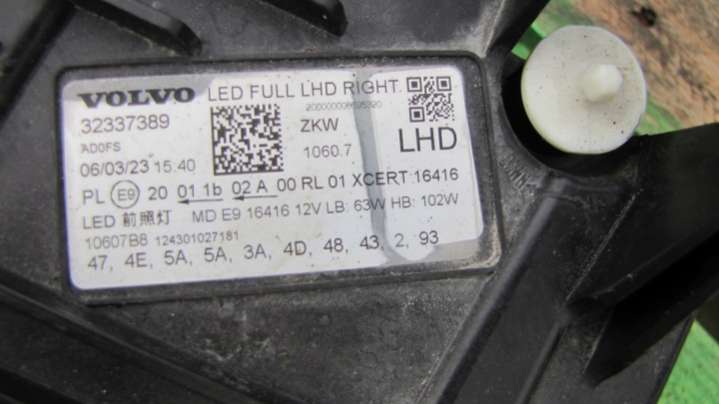 VOLVO LED FULL LHD RIGHT
32337389
ZKW
LHD
AD0FS
06/03/23 15:40 1060.7
PL E9 20 01 1b 02 A 00 RL 01 XCERT 16416
LED 前照灯 MD E9 16416 12V LB: 63W HB: 102W
10607B8 124301027181
47, 4E, 5A, 5A, 3A, 4D, 48, 43, 2, 93